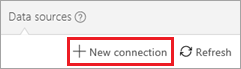 Data sources ?
+ New connection Refresh